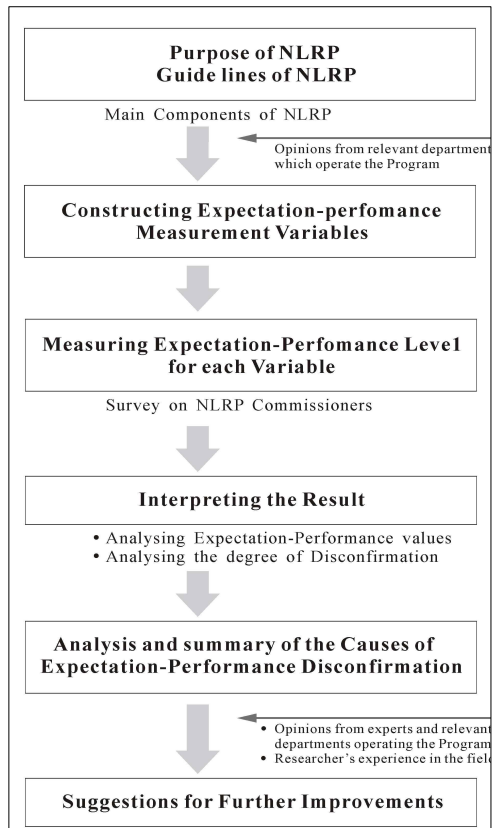 Purpose of NLRP
Guide lines of NLRP
Main Components of NLRP
Opinions from relevant department
which operate the Program
Constructing Expectation-perfomance
Measurement Variables
Measuring Expectation-Perfomance Leve1
for each Variable
Survey on NLRP Commissioners
Interpreting the Result
• Analysing Expectation-Performance values
• Analysing the degree of Disconfirmation
Analysis and summary of the Causes of
Expectation-Performance Disconfirmation
• Opinions from experts and relevant
departments operating the Program
• Researcher's experience in the field
Suggestions for Further Improvements